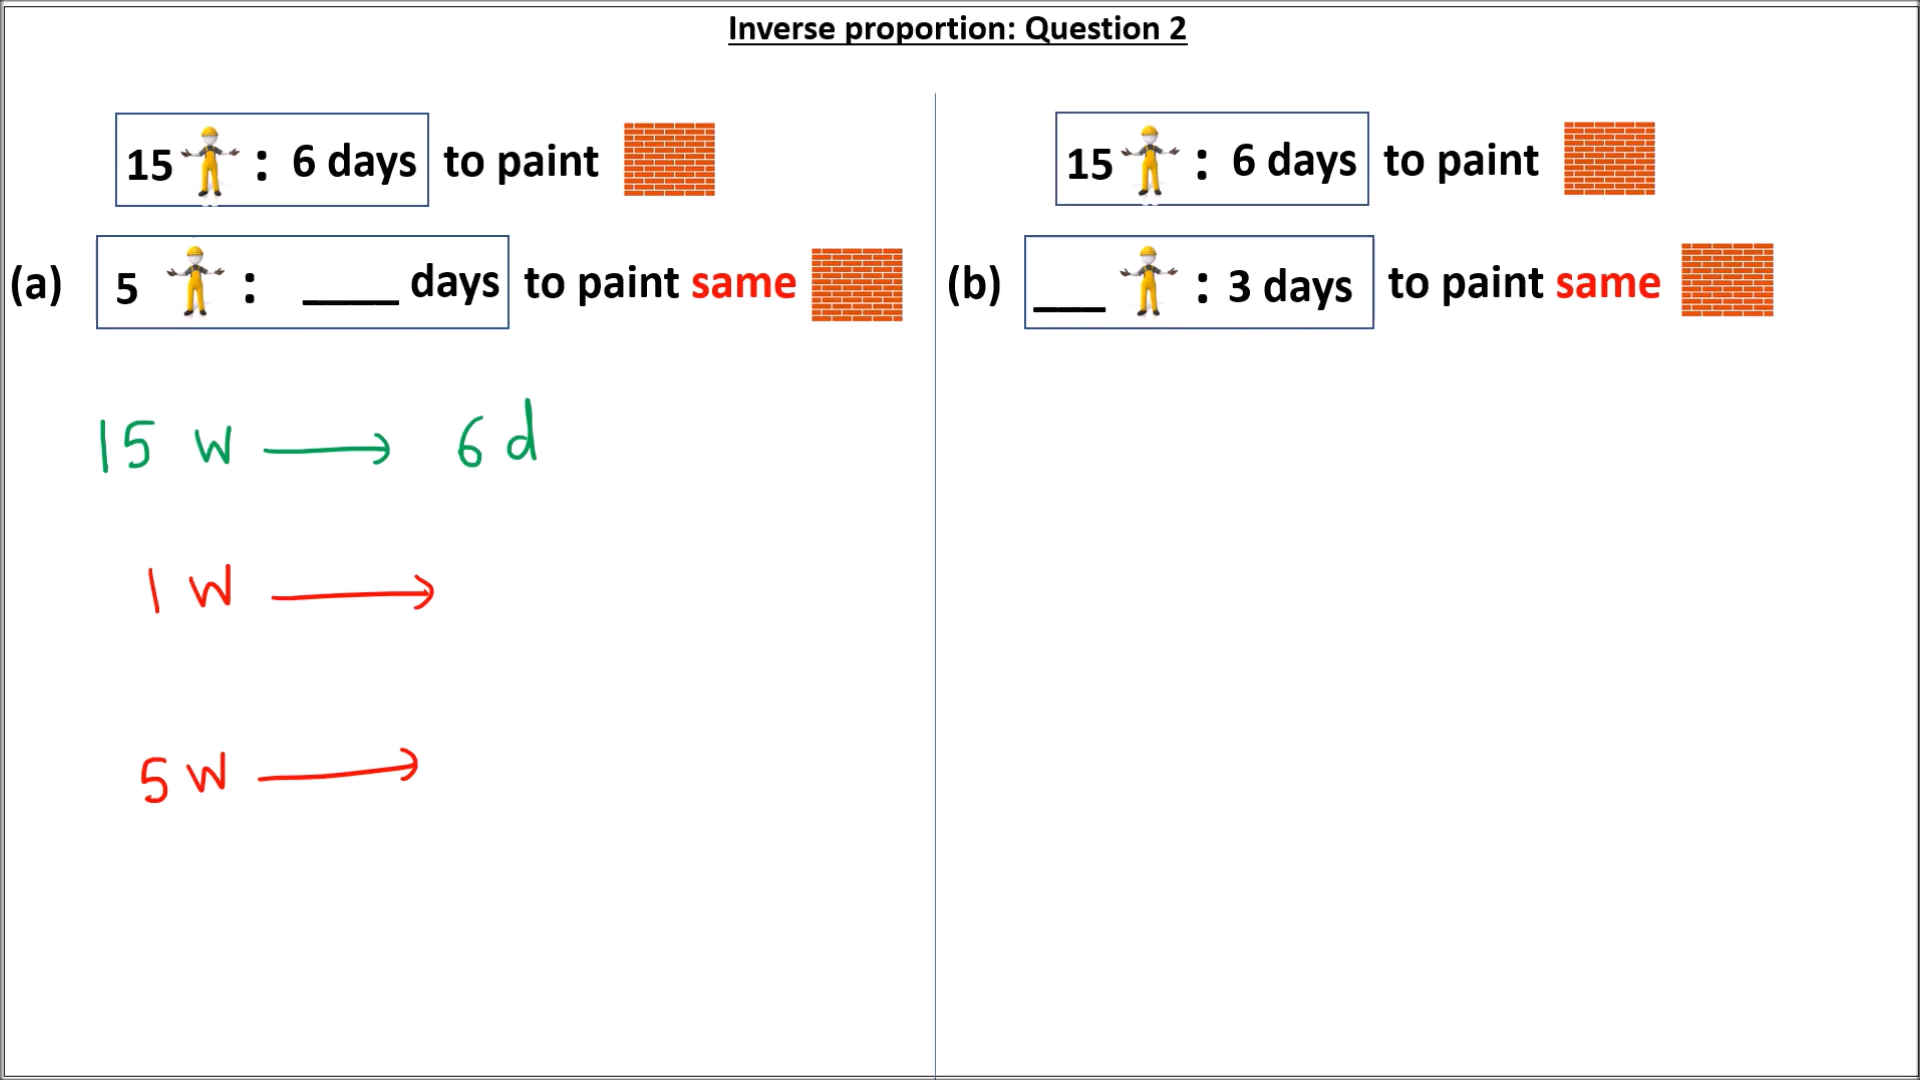 Inverse proportion: Question 2
15 : 6 days to paint
(a) 5 : ____ days to paint same
15 W → 6 d
1 W →
5 W →
15 : 6 days to paint
(b) ___ : 3 days to paint same